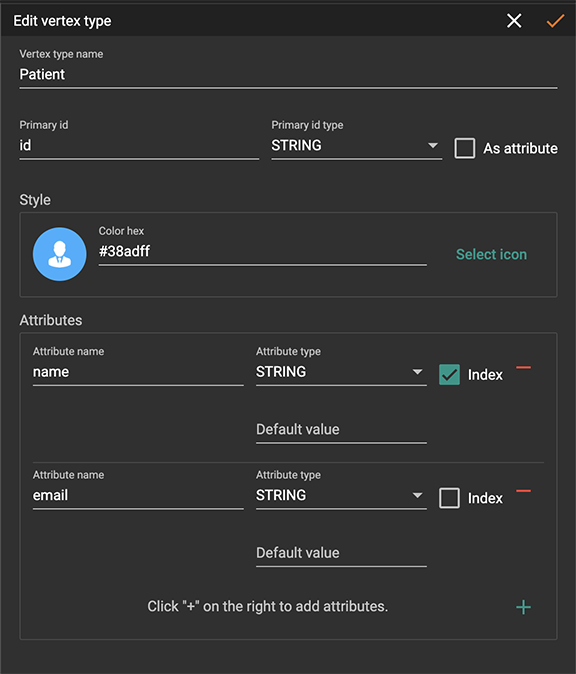 Edit vertex type
Vertex type name
Patient
Primary id
Primary id type
id
STRING
As attribute
Style
Color hex
#38adff
Select icon
Attributes
Attribute name
Attribute type
name
STRING
Index
Default value
Attribute name
Attribute type
email
STRING
Index
Default value
Click "+" on the right to add attributes.